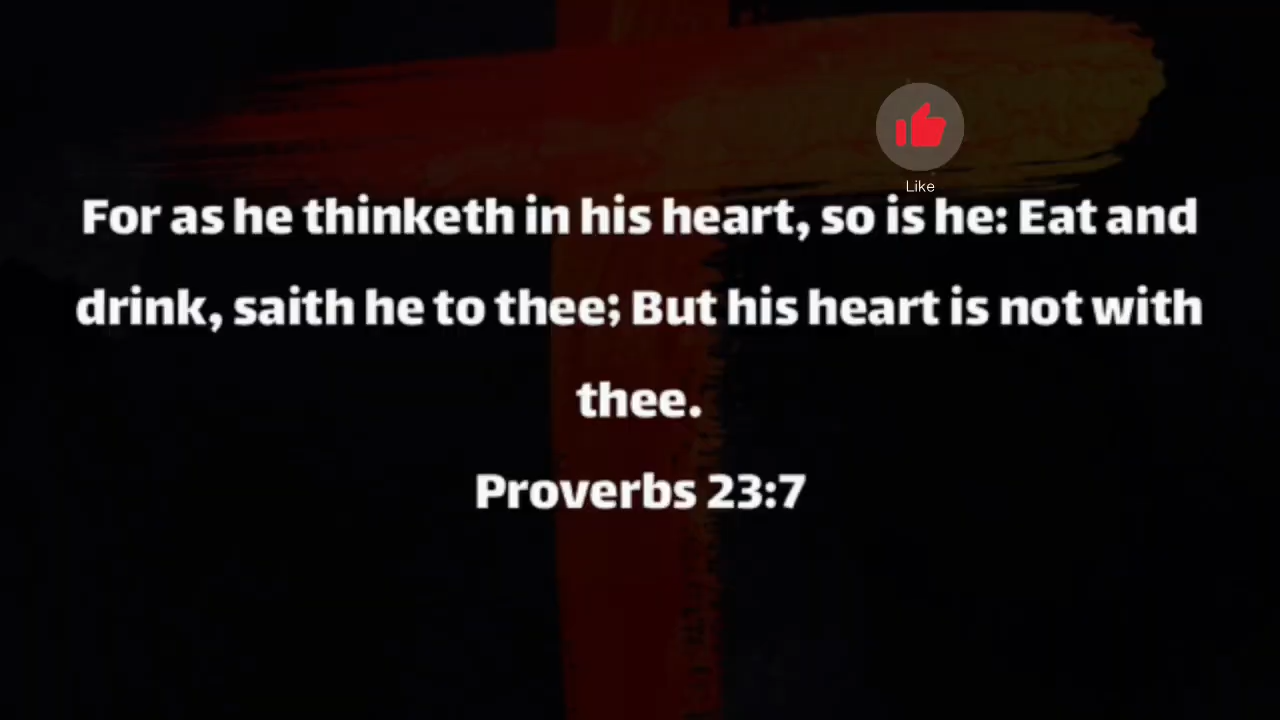 Like
For as he thinketh in his heart, so is he: Eat and
drink, saith he to thee; But his heart is not with
thee.
Proverbs 23:7